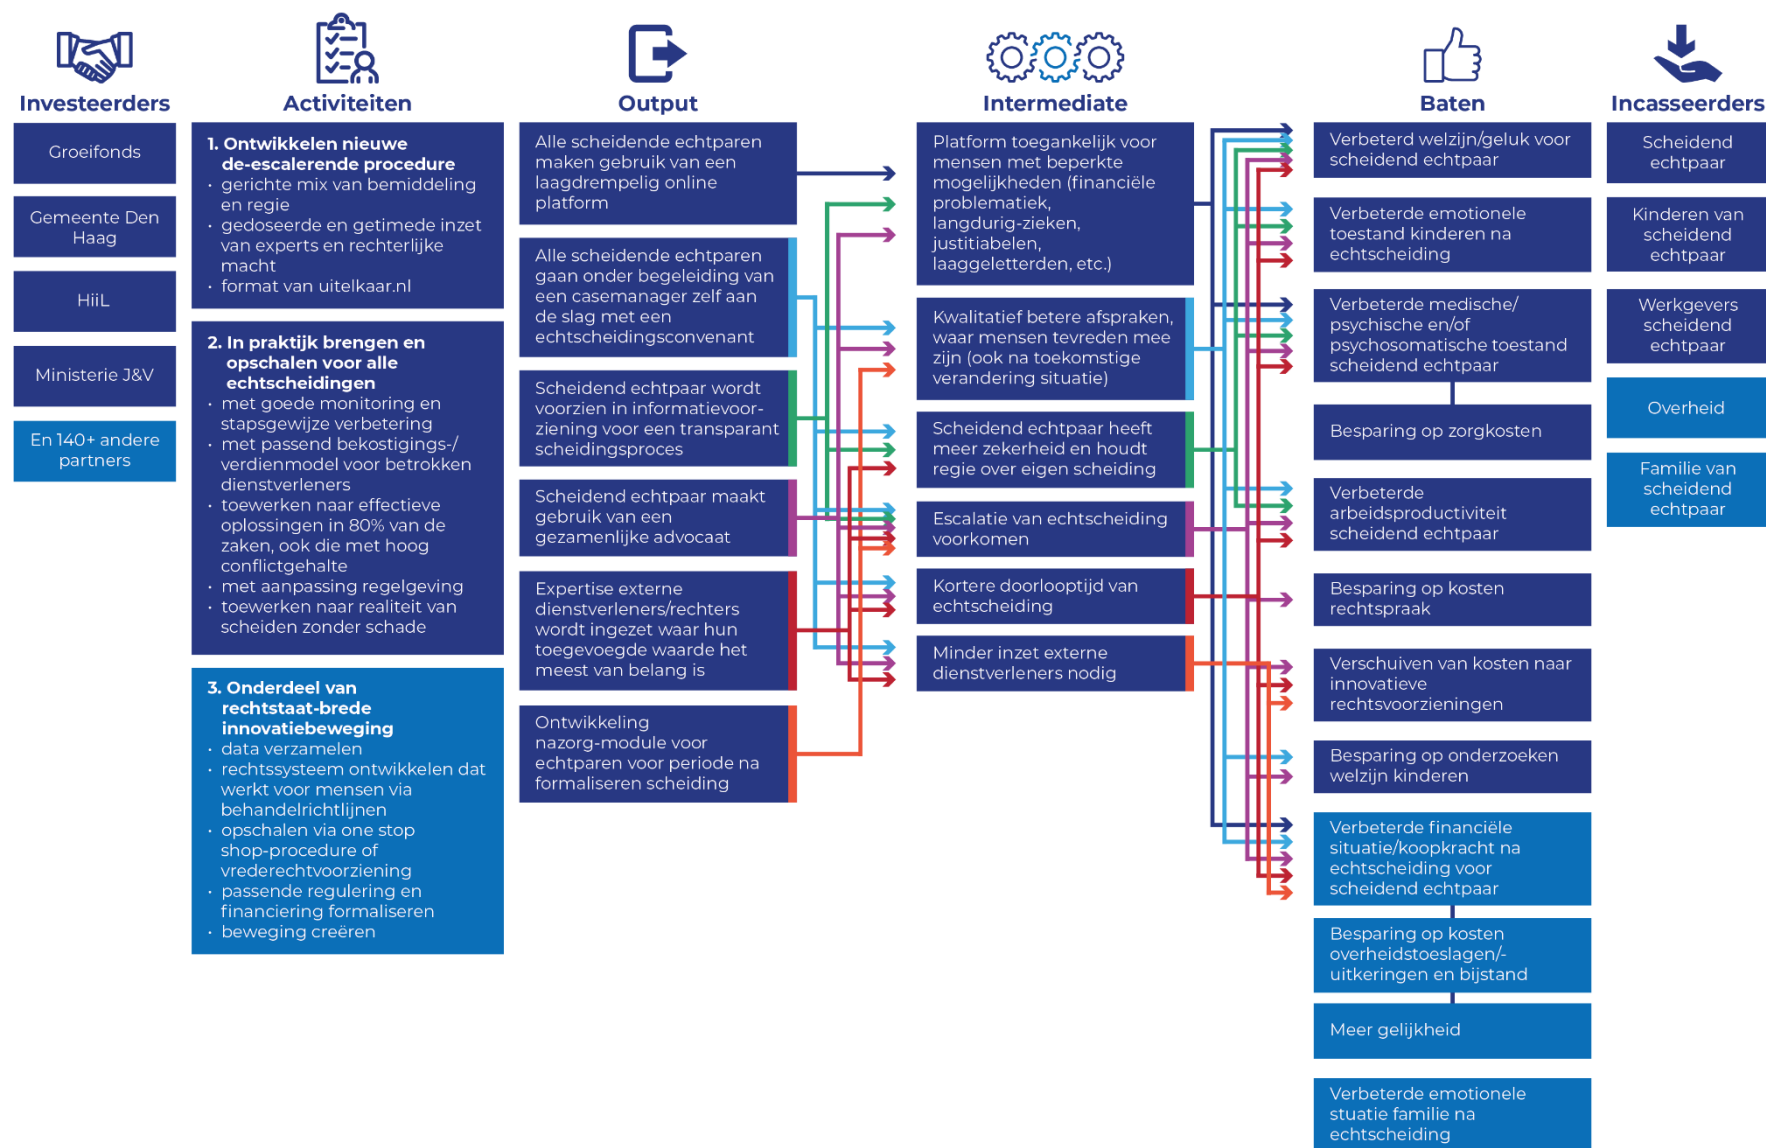 Investeerders
Groeifonds
Gemeente Den
Haag
HiiL
Ministerie J&V
En 140+ andere
partners
Activiteiten
1. Ontwikkelen nieuwe
de-escalerende procedure
· gerichte mix van bemiddeling
en regie
· gedoseerde en getimede inzet
van experts en rechterlijke
macht
· format van uitelkaar.nl
2. In praktijk brengen en
opschalen voor alle
echtscheidingen
· met goede monitoring en
stapsgewijze verbetering
· met passend bekostigings-/
verdienmodel voor betrokken
dienstverleners
· toewerken naar effectieve
oplossingen in 80% van de
zaken, ook die met hoog
conflictgehalte
· met aanpassing regelgeving
· toewerken naar realiteit van
scheiden zonder schade
3. Onderdeel van
rechtstaat-brede
innovatiebeweging
· data verzamelen
· rechtssysteem ontwikkelen dat
werkt voor mensen via
behandelrichtlijnen
· opschalen via one stop
shop-procedure of
vrederechtvoorziening
· passende regulering en
financiering formaliseren
· beweging creëren
Output
Alle scheidende echtparen
maken gebruik van een
laagdrempelig online
platform
Alle scheidende echtparen
gaan onder begeleiding van
een casemanager zelf aan
de slag met een
echtscheidingsconvenant
Scheidend echtpaar wordt
voorzien in informatievoor-
ziening voor een transparant
scheidingsproces
Scheidend echtpaar maakt
gebruik van een
gezamenlijke advocaat
Expertise externe
dienstverleners/rechters
wordt ingezet waar hun
toegevoegde waarde het
meest van belang is
Ontwikkeling
nazorg-module voor
echtparen voor periode na
formaliseren scheiding
Intermediate
Platform toegankelijk voor
mensen met beperkte
mogelijkheden (financiële
problematiek,
langdurig-zieken,
justitiabelen,
laaggeletterden, etc.)
Kwalitatief betere afspraken,
waar mensen tevreden mee
zijn (ook na toekomstige
verandering situatie)
Scheidend echtpaar heeft
meer zekerheid en houdt
regie over eigen scheiding
Escalatie van echtscheiding
voorkomen
Kortere doorlooptijd van
echtscheiding
Minder inzet externe
dienstverleners nodig
Baten
Verbeterd welzijn/geluk voor
scheidend echtpaar
Verbeterde emotionele
toestand kinderen na
echtscheiding
Verbeterde medische/
psychische en/of
psychosomatische toestand
scheidend echtpaar
Besparing op zorgkosten
Verbeterde
arbeidsproductiviteit
scheidend echtpaar
Besparing op kosten
rechtspraak
Verschuiven van kosten naar
innovatieve
rechtsvoorzieningen
Besparing op onderzoeken
welzijn kinderen
Verbeterde financiële
situatie/koopkracht na
echtscheiding voor
scheidend echtpaar
Besparing op kosten
overheidstoeslagen/-
uitkeringen en bijstand
Meer gelijkheid
Verbeterde emotionele
stuatie familie na
echtscheiding
Incasseerders
Scheidend
echtpaar
Kinderen van
scheidend
echtpaar
Werkgevers
scheidend
echtpaar
Overheid
Familie van
scheidend
echtpaar